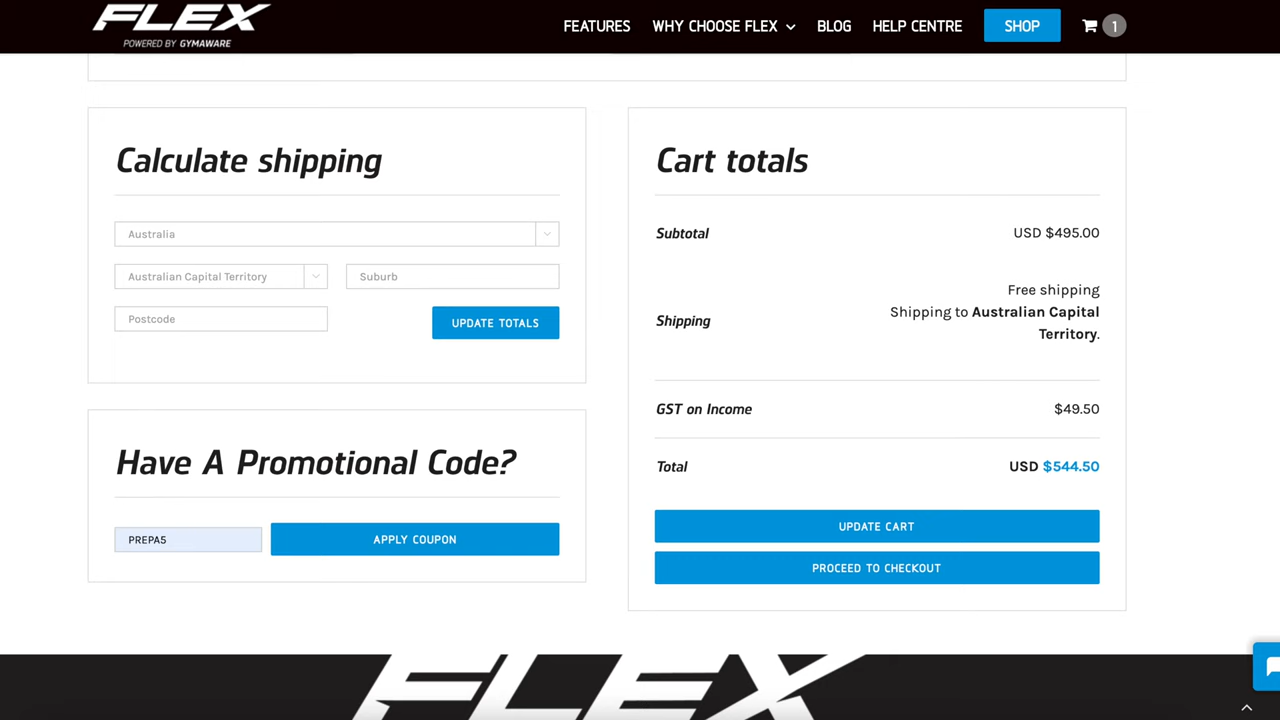 FLEX
POWERED BY GYMAWARE
FEATURES
WHY CHOOSE FLEX
BLOG
HELP CENTRE
SHOP
1
Calculate shipping
Australia
Australian Capital Territory
Suburb
Postcode
UPDATE TOTALS
Have A Promotional Code?
PREPA5
APPLY COUPON
Cart totals
Subtotal
USD $495.00
Shipping
Free shipping
Shipping to Australian Capital
Territory.
GST on Income
$49.50
Total
USD $544.50
UPDATE CART
PROCEED TO CHECKOUT
FLEX